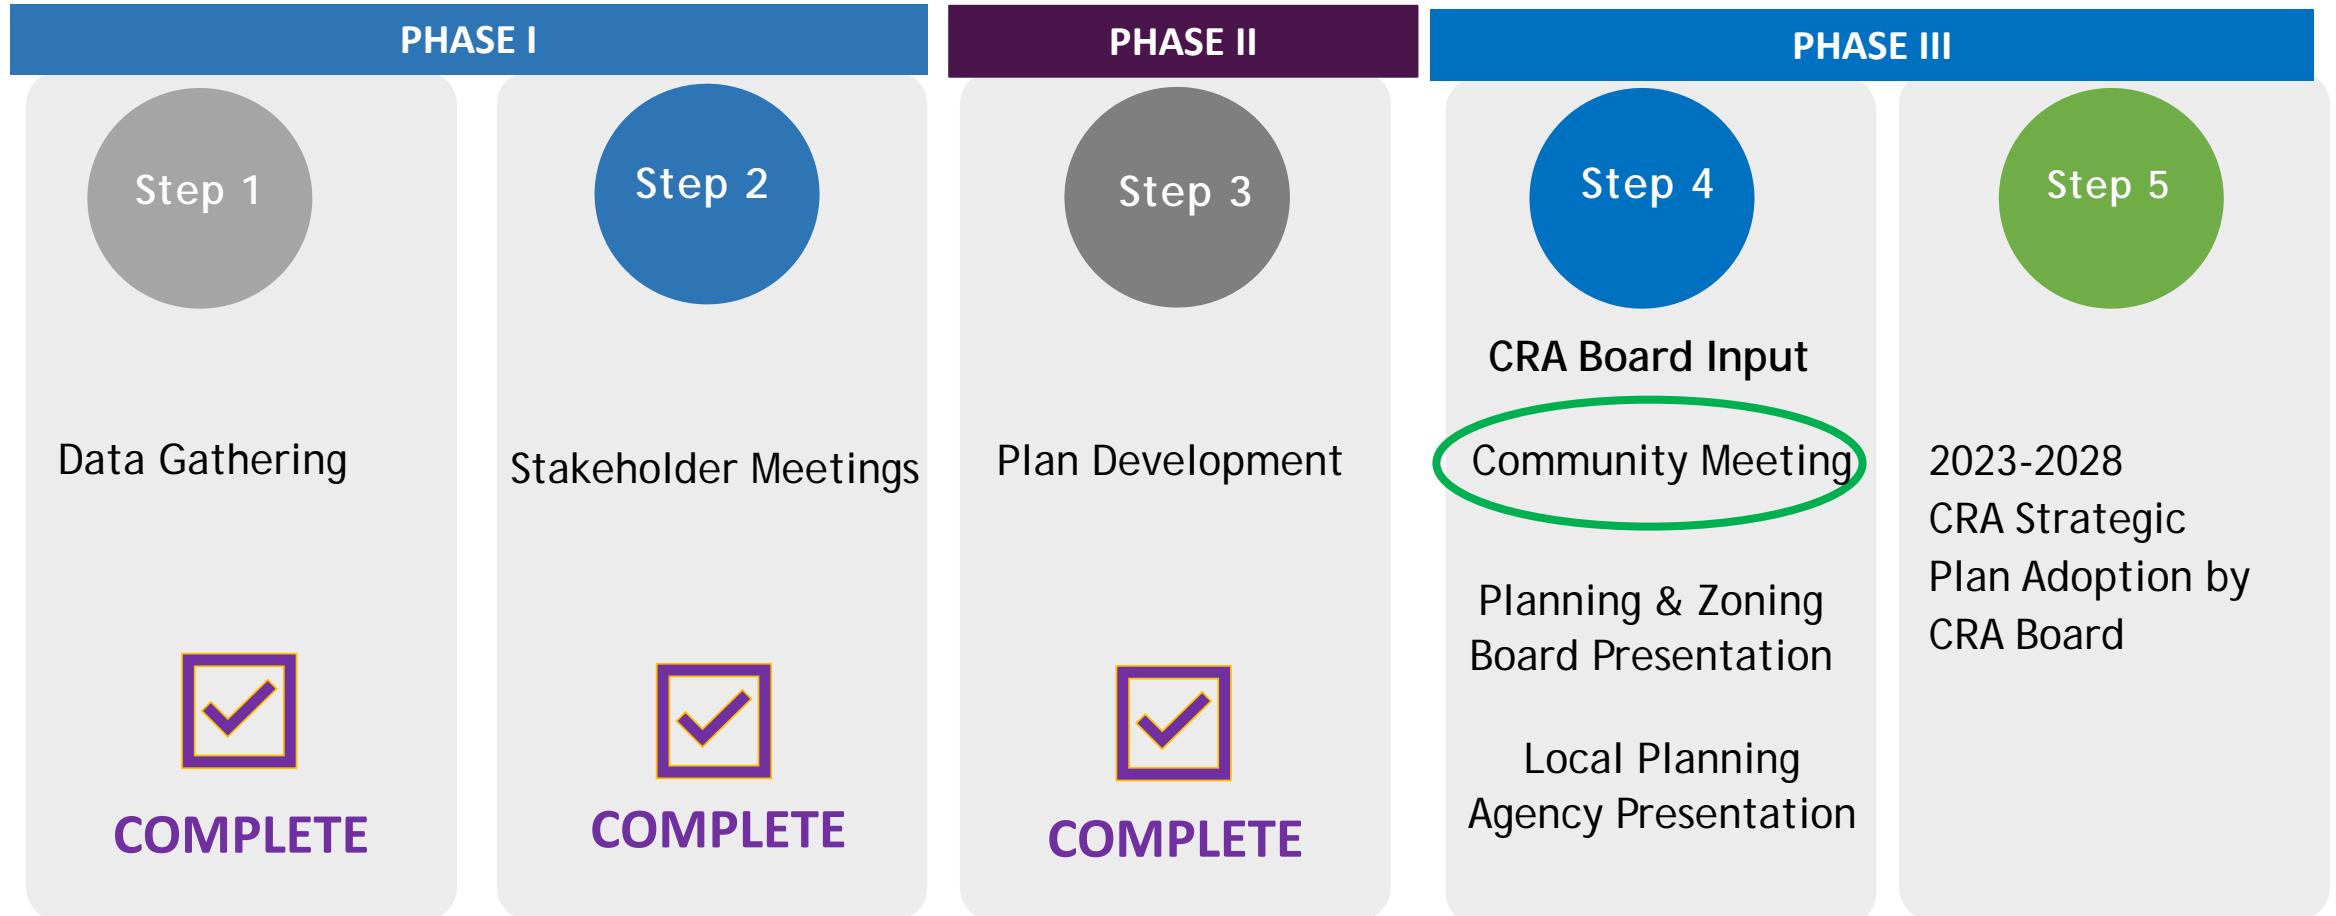 PHASE I
PHASE II
PHASE III
Step 1
Data Gathering
COMPLETE
Step 2
Stakeholder Meetings
COMPLETE
Step 3
Plan Development
COMPLETE
Step 4
CRA Board Input
Community Meeting
Planning & Zoning
Board Presentation
Local Planning
Agency Presentation
Step 5
2023-2028
CRA Strategic
Plan Adoption by
CRA Board